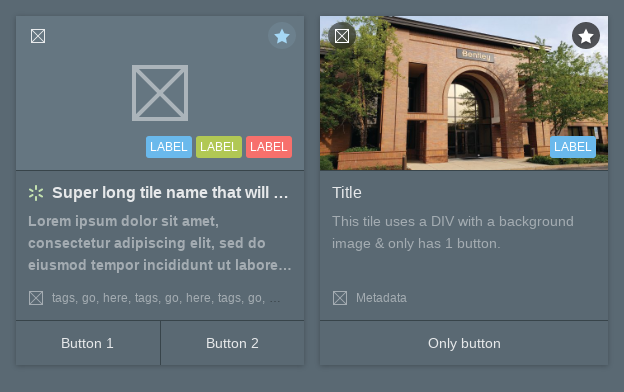 LABEL LABEL LABEL
Super long tile name that will ...
Lorem ipsum dolor sit amet,
consectetur adipiscing elit, sed do
eiusmod tempor incididunt ut labore...
tags, go, here, tags, go, here, tags, go, ...
Button 1 Button 2
Bentley
LABEL
Title
This tile uses a DIV with a background
image & only has 1 button.
Metadata
Only button